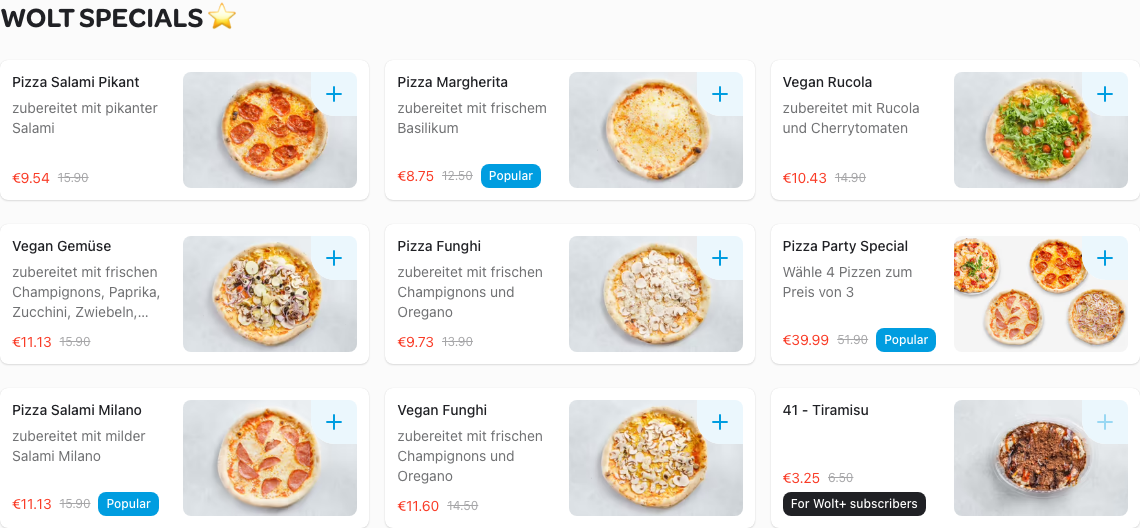 WOLT SPECIALS ⭐
Pizza Salami Pikant
zubereitet mit pikanter
Salami
€9.54 15.90
Pizza Margherita
zubereitet mit frischem
Basilikum
€8.75 12.50 Popular
Vegan Rucola
zubereitet mit Rucola
und Cherrytomaten
€10.43 14.90
Vegan Gemüse
zubereitet mit frischen
Champignons, Paprika,
Zucchini, Zwiebeln,...
€11.13 15.90
Pizza Funghi
zubereitet mit frischen
Champignons und
Oregano
€9.73 13.90
Pizza Party Special
Wähle 4 Pizzen zum
Preis von 3
€39.99 51.90 Popular
Pizza Salami Milano
zubereitet mit milder
Salami Milano
€11.13 15.90 Popular
Vegan Funghi
zubereitet mit frischen
Champignons und
Oregano
€11.60 14.50
41 - Tiramisu
€3.25 6.50
For Wolt+ subscribers